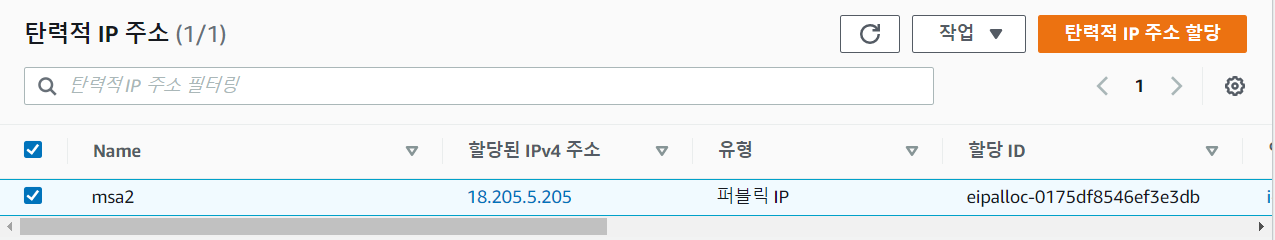 탄력적 IP 주소 (1/1)
작업
탄력적 IP 주소 할당
탄력적 IP 주소 필터링
1
Name 할당된 IPv4 주소 유형 할당 ID
msa2 18.205.5.205 퍼블릭 IP eipalloc-0175df8546ef3e3db